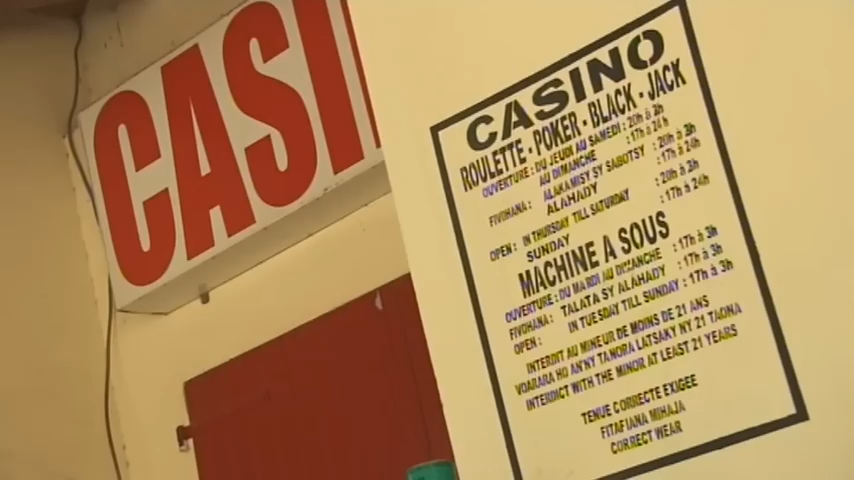 CASI
CASINO
ROULETTE - POKER - BLACK - JACK
OUVERTURE : DU JEUDI AU SAMEDI : 20h à 3h
AU DIMANCHE : 17h à 24h
FIVOHANA : ALAKAMISY SY SABOTSY : 20h à 3h
ALAHADY : 17h à 24h
OPEN : IN THURSDAY TILL SATURDAY : 20h à 3h
SUNDAY : 17h à 24h
MACHINE A SOUS
OUVERTURE : DU MARDI AU DIMANCHE : 17h à 3h
FIVOHANA : TALATA SY ALAHADY : 17h à 3h
OPEN : IN TUESDAY TILL SUNDAY : 17h à 3h
INTERDIT AU MINEUR DE MOINS DE 21 ANS
VOARARA HO AN'NY TANORA LATSAKY NY 21 TAONA
INTERDICT WITH THE MINOR AT LEAST 21 YEARS
TENUE CORRECTE EXIGEE
FITAFIANA MIHAJA
CORRECT WEAR